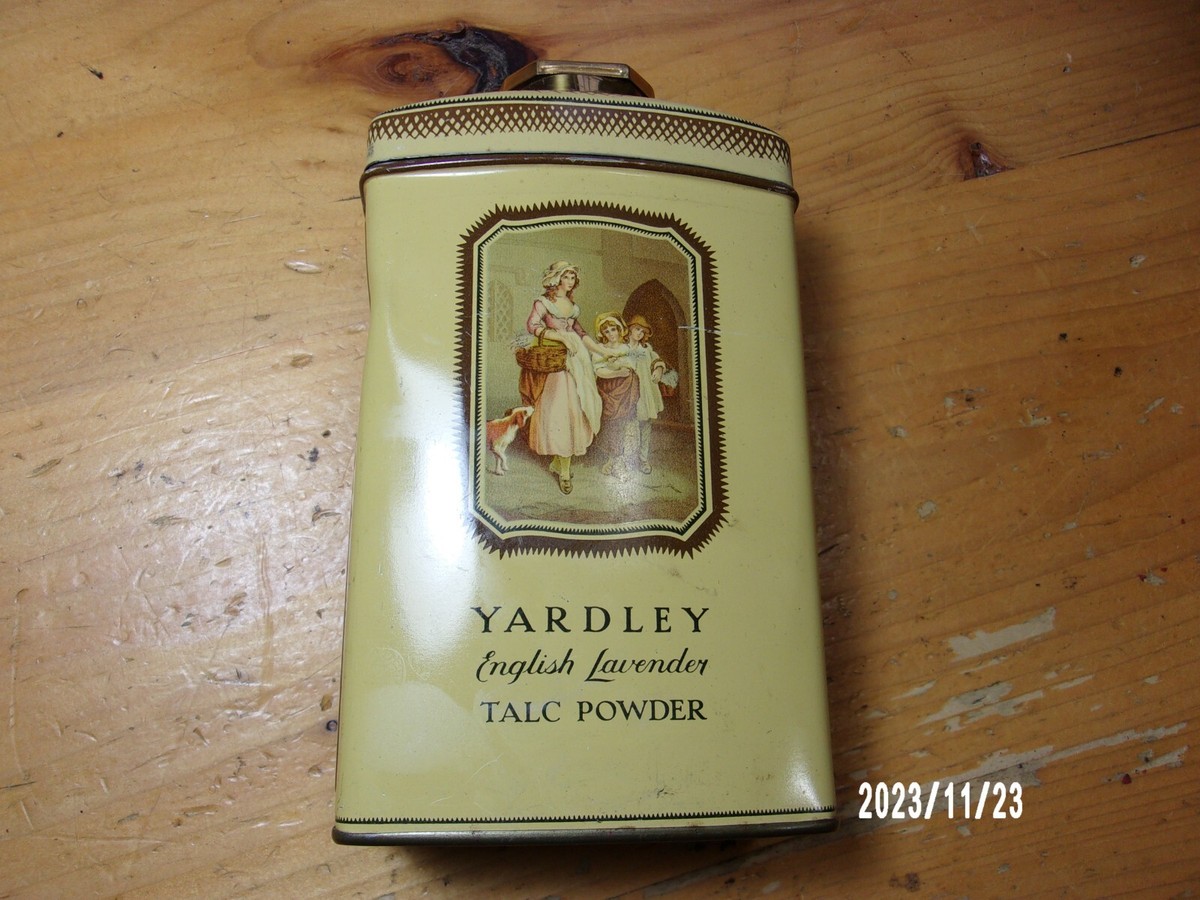 YARDLEY
English Lavender
TALC POWDER
2023/11/23